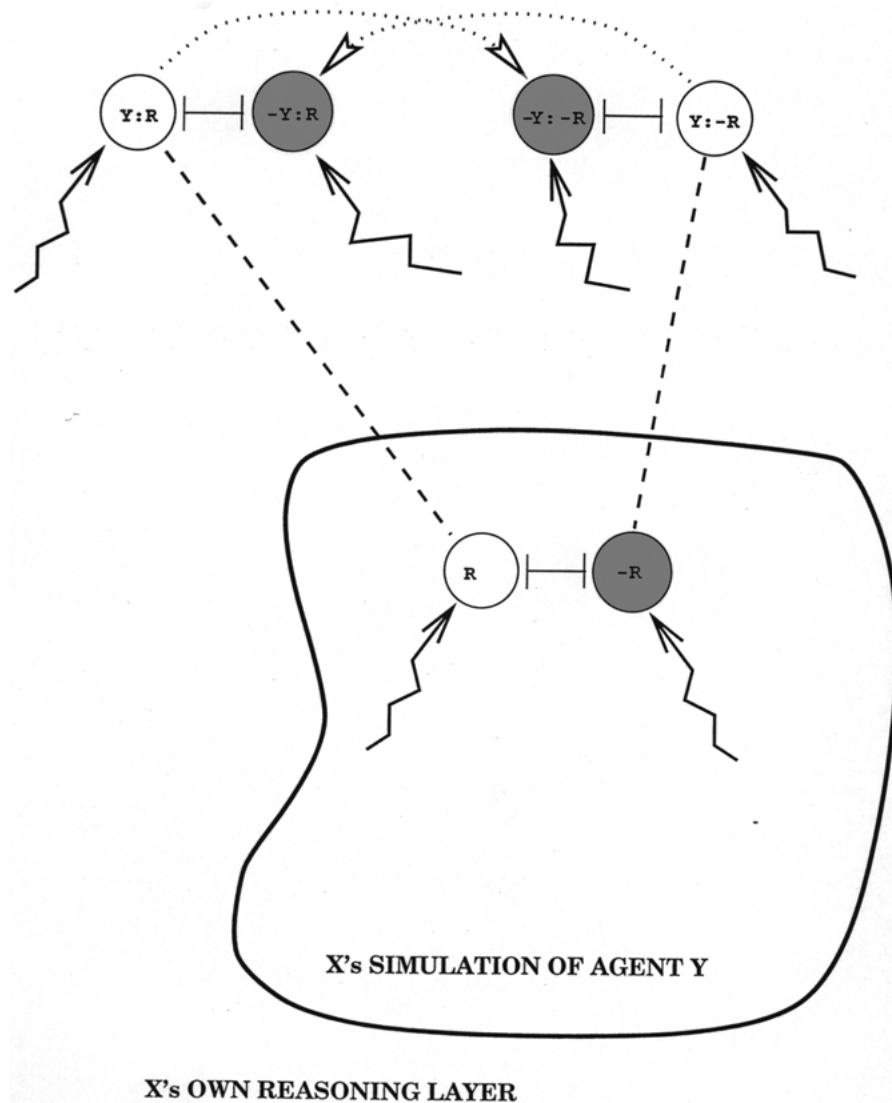 Y:R
-Y:R
-Y:-R
Y:-R
R
-R
X's SIMULATION OF AGENT Y
X's OWN REASONING LAYER